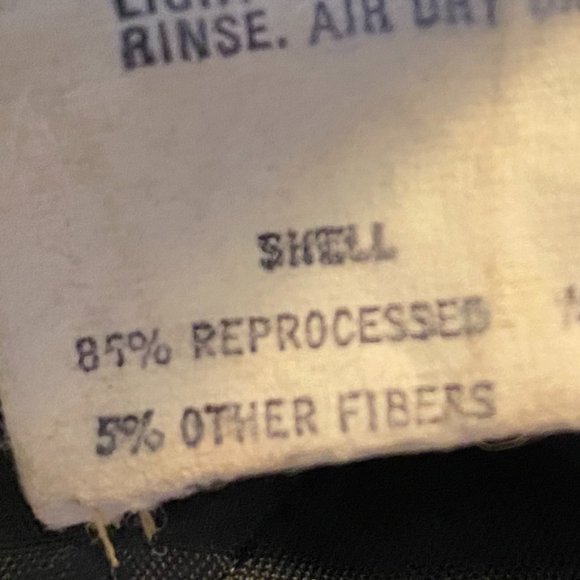 RINSE. AIR DRY
SHELL
85% REPROCESSED
5% OTHER FIBERS